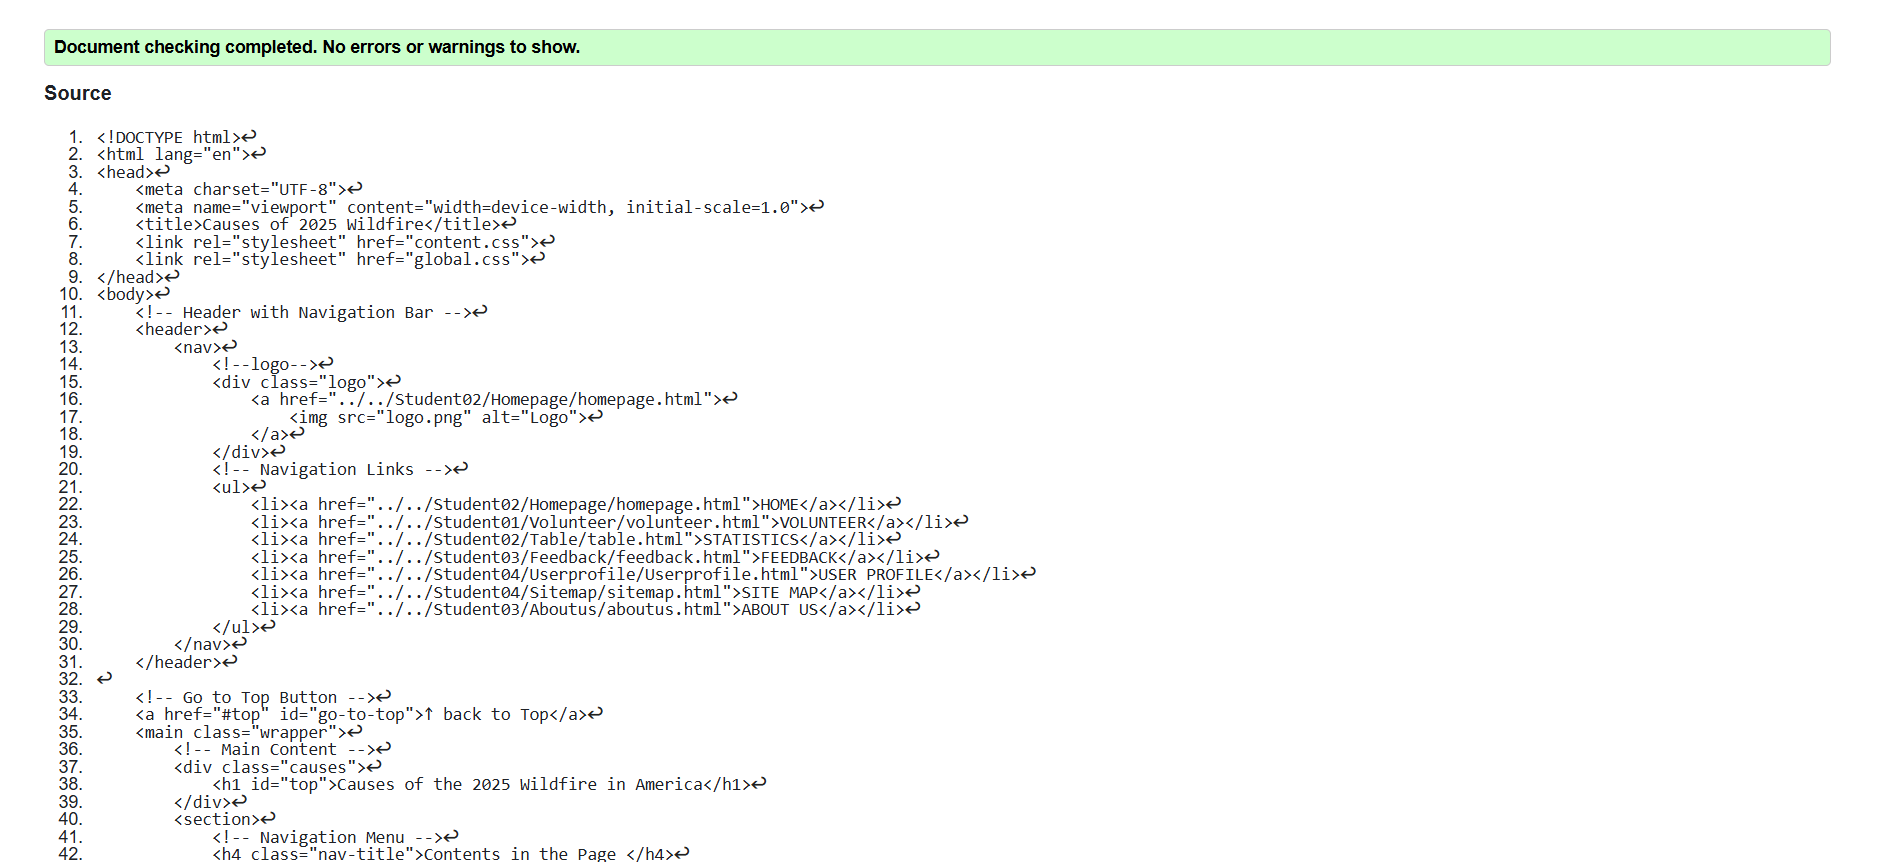 Document checking completed. No errors or warnings to show.
Source
1. <!DOCTYPE html>↩
2. <html lang="en">↩
3. <head>↩
4.     <meta charset="UTF-8">↩
5.     <meta name="viewport" content="width=device-width, initial-scale=1.0">↩
6.     <title>Causes of 2025 Wildfire</title>↩
7.     <link rel="stylesheet" href="content.css">↩
8.     <link rel="stylesheet" href="global.css">↩
9. </head>↩
10. <body>↩
11.     <!-- Header with Navigation Bar -->↩
12.     <header>↩
13.         <nav>↩
14.             <!--logo-->↩
15.             <div class="logo">↩
16.                 <a href="../../Student02/Homepage/homepage.html">↩
17.                     <img src="logo.png" alt="Logo">↩
18.                 </a>↩
19.             </div>↩
20.             <!-- Navigation Links -->↩
21.             <ul>↩
22.                 <li><a href="../../Student02/Homepage/homepage.html">HOME</a></li>↩
23.                 <li><a href="../../Student01/Volunteer/volunteer.html">VOLUNTEER</a></li>↩
24.                 <li><a href="../../Student02/Table/table.html">STATISTICS</a></li>↩
25.                 <li><a href="../../Student03/Feedback/feedback.html">FEEDBACK</a></li>↩
26.                 <li><a href="../../Student04/Userprofile/Userprofile.html">USER PROFILE</a></li>↩
27.                 <li><a href="../../Student04/Sitemap/sitemap.html">SITE MAP</a></li>↩
28.                 <li><a href="../../Student03/Aboutus/aboutus.html">ABOUT US</a></li>↩
29.             </ul>↩
30.         </nav>↩
31.     </header>↩
32. ↩
33.     <!-- Go to Top Button -->↩
34.     <a href="#top" id="go-to-top">↑ back to Top</a>↩
35.     <main class="wrapper">↩
36.         <!-- Main Content -->↩
37.         <div class="causes">↩
38.             <h1 id="top">Causes of the 2025 Wildfire in America</h1>↩
39.         </div>↩
40.         <section>↩
41.             <!-- Navigation Menu -->↩
42.             <h4 class="nav-title">Contents in the Page </h4>↩